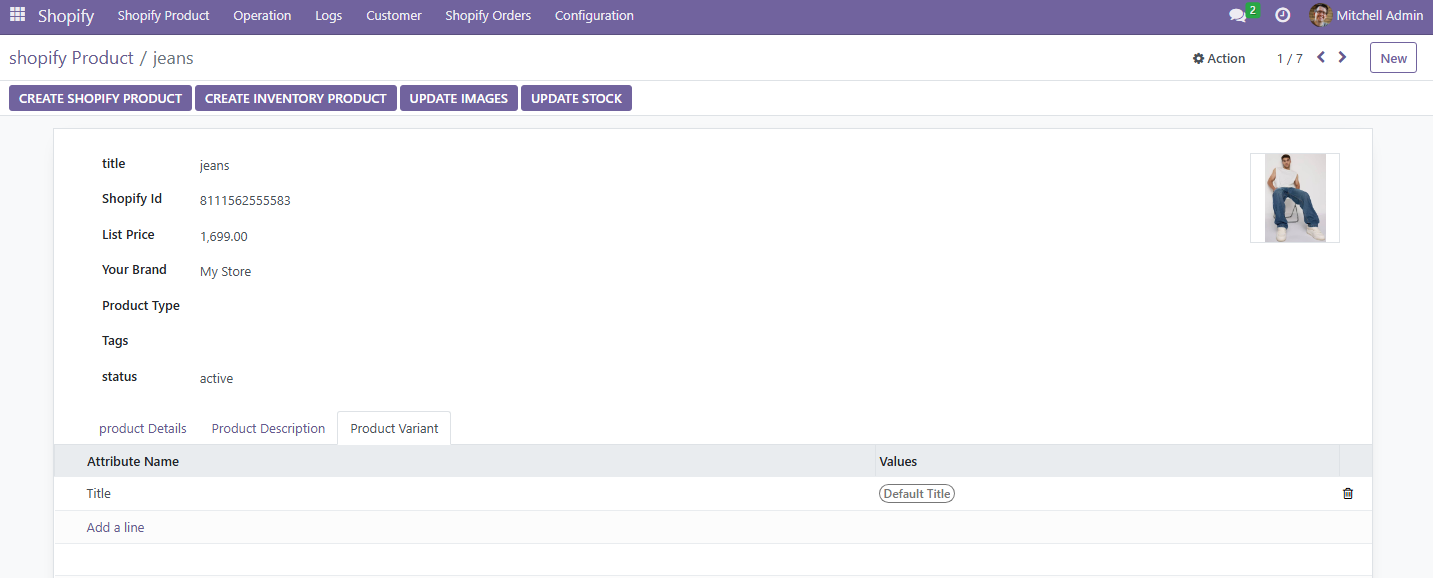 Shopify Shopify Product Operation Logs Customer Shopify Orders Configuration 2 Mitchell Admin
shopify Product / jeans Action 1 / 7 New
CREATE SHOPIFY PRODUCT CREATE INVENTORY PRODUCT UPDATE IMAGES UPDATE STOCK
title jeans
Shopify Id 8111562555583
List Price 1,699.00
Your Brand My Store
Product Type
Tags
status active
product Details Product Description Product Variant
Attribute Name Values
Title Default Title
Add a line